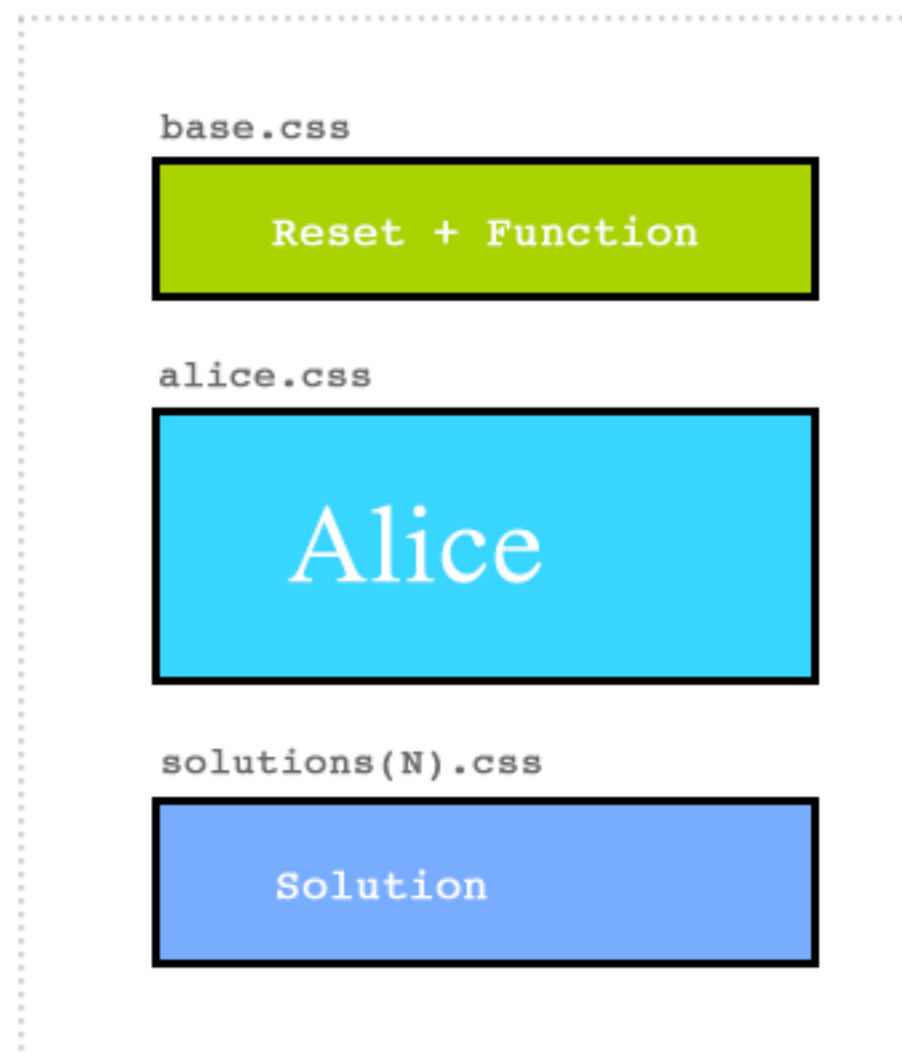 base.css
Reset + Function
alice.css
Alice
solutions(N).css
Solution